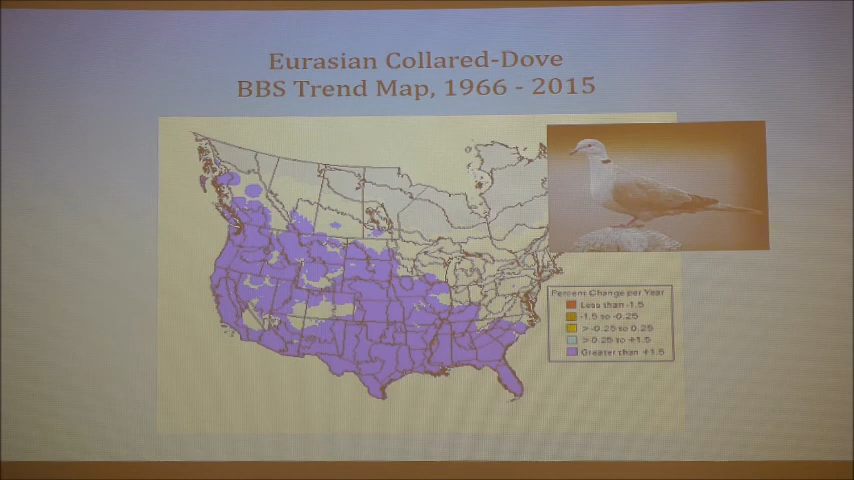 Eurasian Collared-Dove
BBS Trend Map, 1966 - 2015
Percent Change per Year
Less than -1.5
-1.5 to -0.25
> -0.25 to 0.25
> 0.25 to +1.5
Greater than +1.5